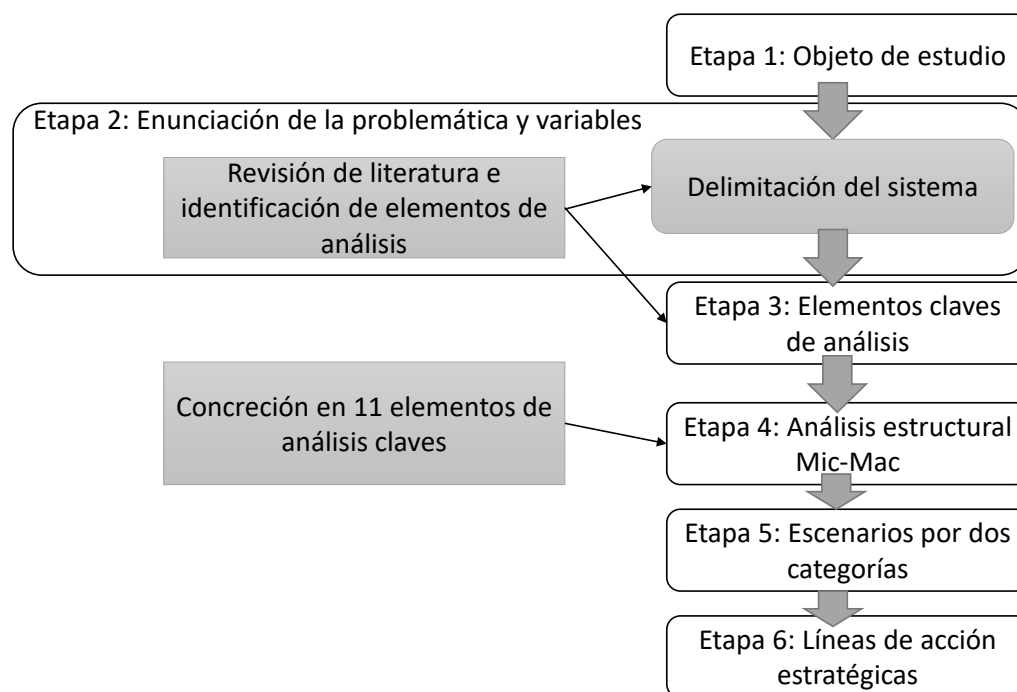 Etapa 1: Objeto de estudio
Etapa 2: Enunciación de la problemática y variables
Revisión de literatura e
identificación de elementos de
análisis
Delimitación del sistema
Etapa 3: Elementos claves
de análisis
Concreción en 11 elementos de
análisis claves
Etapa 4: Análisis estructural
Mic-Mac
Etapa 5: Escenarios por dos
categorías
Etapa 6: Líneas de acción
estratégicas